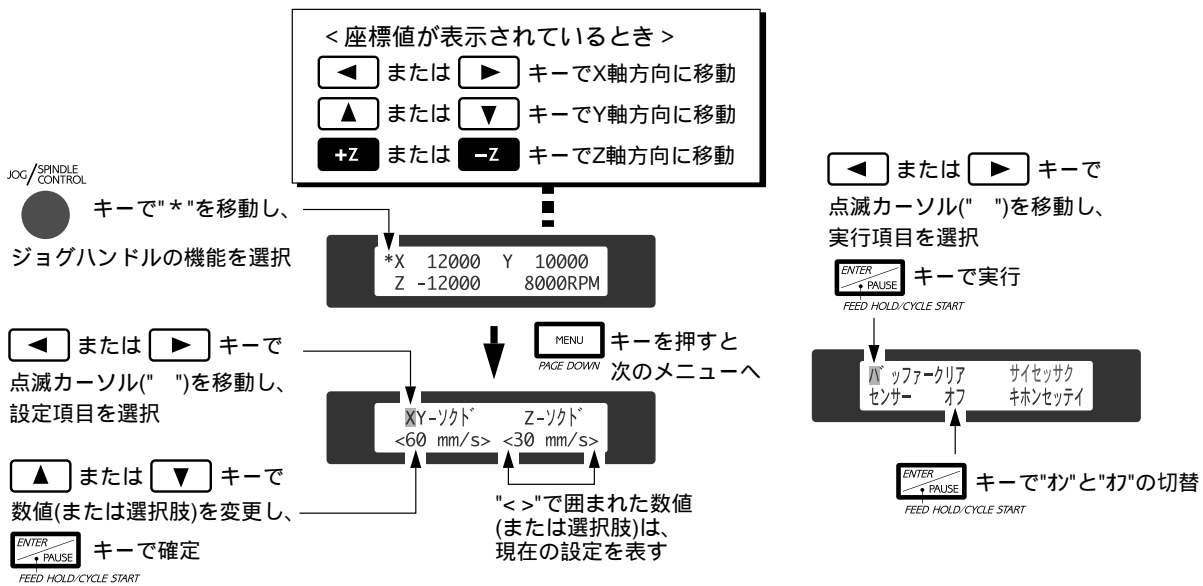 <座標値が表示されているとき>
または キーでX軸方向に移動
または キーでY軸方向に移動
+Z または −Z キーでZ軸方向に移動
JOG/SPINDLE CONTROL
キーで"＊"を移動し、
ジョグハンドルの機能を選択
*X 12000 Y 10000
Z -12000 8000RPM
MENU キーを押すと
PAGE DOWN 次のメニューへ
または キーで
点滅カーソル(" ")を移動し、
設定項目を選択
XY-ソクド Z-ソクド
<60 mm/s> <30 mm/s>
または キーで
数値(または選択肢)を変更し、
ENTER PAUSE キーで確定
FEED HOLD/CYCLE START
"< >"で囲まれた数値
(または選択肢)は、
現在の設定を表す
または キーで
点滅カーソル(" ")を移動し、
実行項目を選択
ENTER PAUSE キーで実行
FEED HOLD/CYCLE START
バッファークリア サイセッサク
センサー オフ キホンセッテイ
ENTER PAUSE キーで"オン"と"オフ"の切替
FEED HOLD/CYCLE START